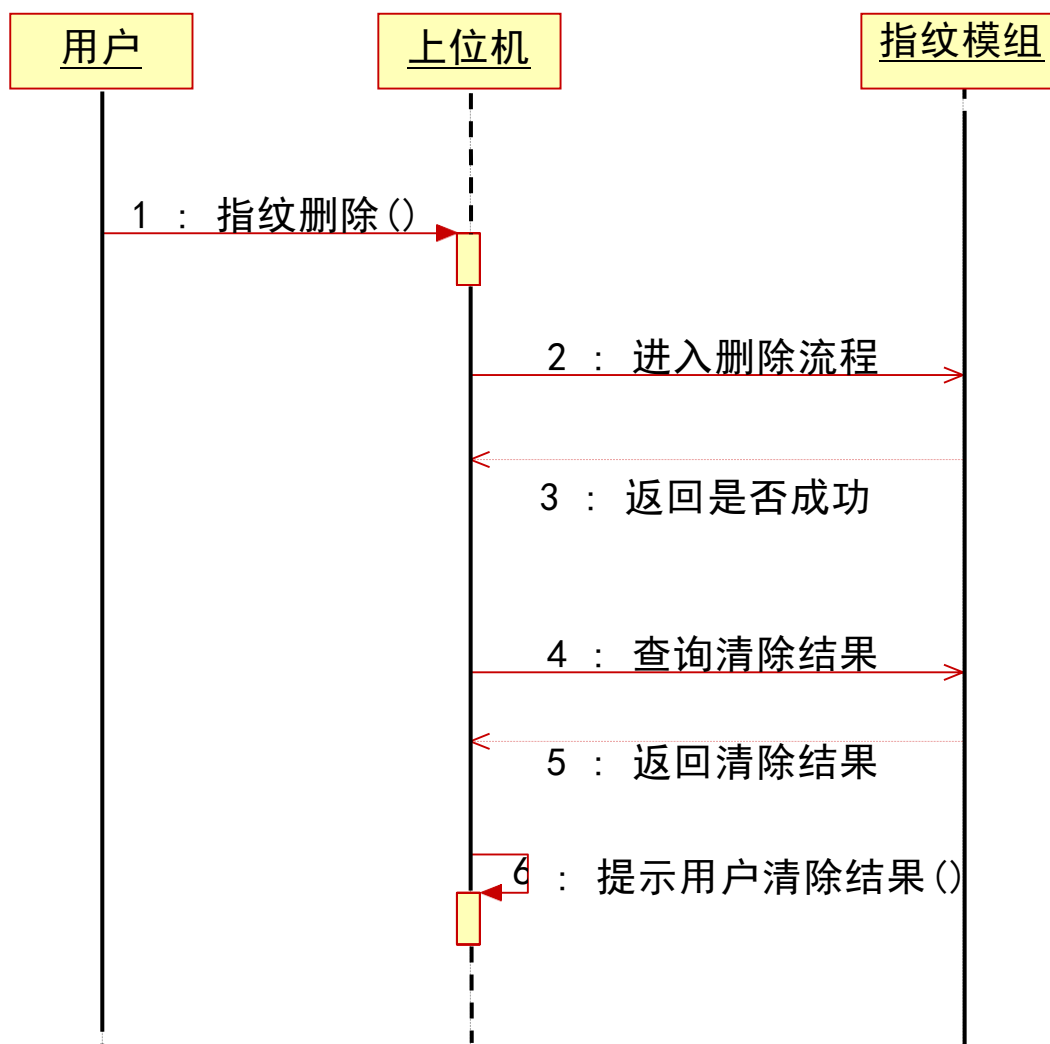 用户
上位机
指纹模组
1 : 指纹删除()
2 : 进入删除流程
3 : 返回是否成功
4 : 查询清除结果
5 : 返回清除结果
6 : 提示用户清除结果()